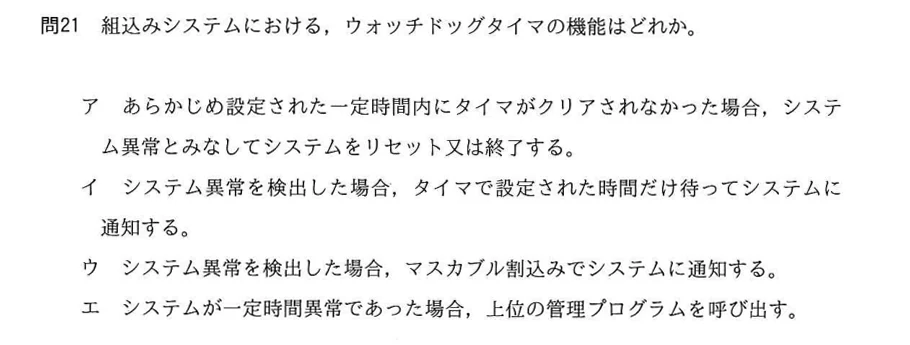 問21 組込みシステムにおける，ウォッチドッグタイマの機能はどれか。
ア あらかじめ設定された一定時間内にタイマがクリアされなかった場合，システ
ム異常とみなしてシステムをリセット又は終了する。
イ システム異常を検出した場合，タイマで設定された時間だけ待ってシステムに
通知する。
ウ システム異常を検出した場合，マスカブル割込みでシステムに通知する。
エ システムが一定時間異常であった場合，上位の管理プログラムを呼び出す。